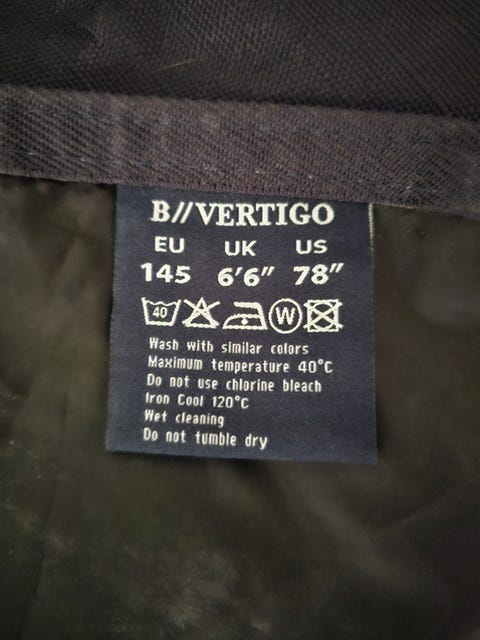 B//VERTIGO
EU UK US
145 6'6" 78"
40 W
Wash with similar colors
Maximum temperature 40°C
Do not use chlorine bleach
Iron Cool 120°C
Wet cleaning
Do not tumble dry